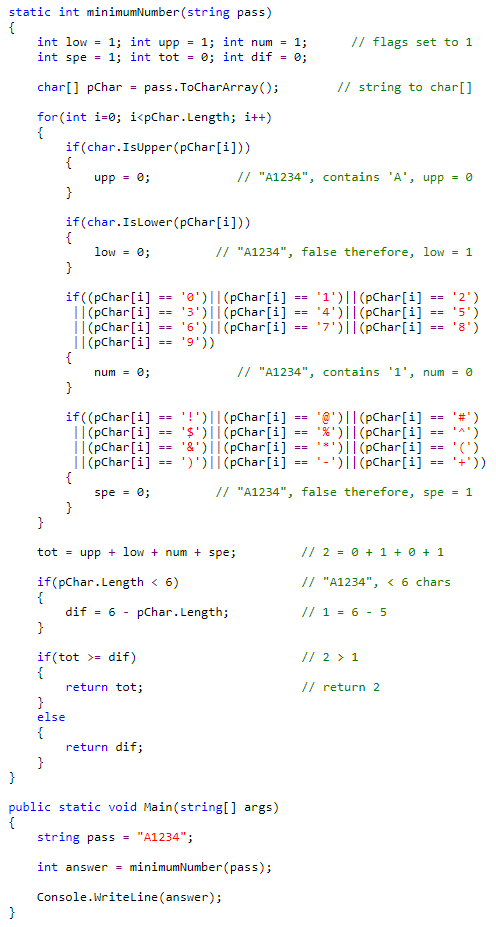 static int minimumNumber(string pass)
{
    int low = 1; int upp = 1; int num = 1;      // flags set to 1
    int spe = 1; int tot = 0; int dif = 0;
    char[] pChar = pass.ToCharArray();        // string to char[]
    for(int i=0; i<pChar.Length; i++)
    {
        if(char.IsUpper(pChar[i]))
        {
            upp = 0;                // "A1234", contains 'A', upp = 0
        }
        if(char.IsLower(pChar[i]))
        {
            low = 0;             // "A1234", false therefore, low = 1
        }
        if((pChar[i] == '0')||(pChar[i] == '1')||(pChar[i] == '2')
         ||(pChar[i] == '3')||(pChar[i] == '4')||(pChar[i] == '5')
         ||(pChar[i] == '6')||(pChar[i] == '7')||(pChar[i] == '8')
         ||(pChar[i] == '9'))
        {
            num = 0;                // "A1234", contains '1', num = 0
        }
        if((pChar[i] == '!')||(pChar[i] == '@')||(pChar[i] == '#')
         ||(pChar[i] == '$')||(pChar[i] == '%')||(pChar[i] == '^')
         ||(pChar[i] == '&')||(pChar[i] == '*')||(pChar[i] == '(')
         ||(pChar[i] == ')')||(pChar[i] == '-')||(pChar[i] == '+'))
        {
            spe = 0;             // "A1234", false therefore, spe = 1
        }
    }
    tot = upp + low + num + spe;         // 2 = 0 + 1 + 0 + 1
    if(pChar.Length < 6)                 // "A1234", < 6 chars
    {
        dif = 6 - pChar.Length;          // 1 = 6 - 5
    }
    if(tot >= dif)                       // 2 > 1
    {
        return tot;                      // return 2
    }
    else
    {
        return dif;
    }
}
public static void Main(string[] args)
{
    string pass = "A1234";
    int answer = minimumNumber(pass);
    Console.WriteLine(answer);
}